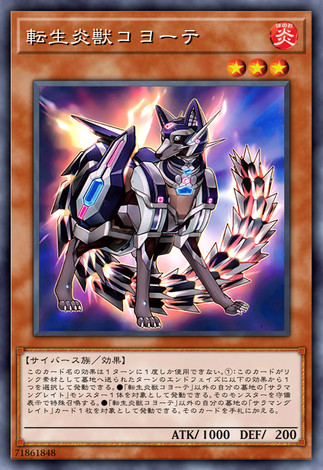 転生炎獣コヨーテ
ほのお
炎
【サイバース族/効果】
このカード名の効果は1ターンに1度しか使用できない。①:このカードがリ
ンク素材として墓地へ送られたターンのエンドフェイズに以下の効果から1
つを選択して発動できる。●「転生炎獣コヨーテ」以外の自分の墓地の「サラマ
ングレイト」モンスター1体を対象として発動できる。そのモンスターを守備
表示で特殊召喚する。●「転生炎獣コヨーテ」以外の自分の墓地の「サラマング
レイト」カード1枚を対象として発動できる。そのカードを手札に加える。
ATK/1000 DEF/ 200
71861848